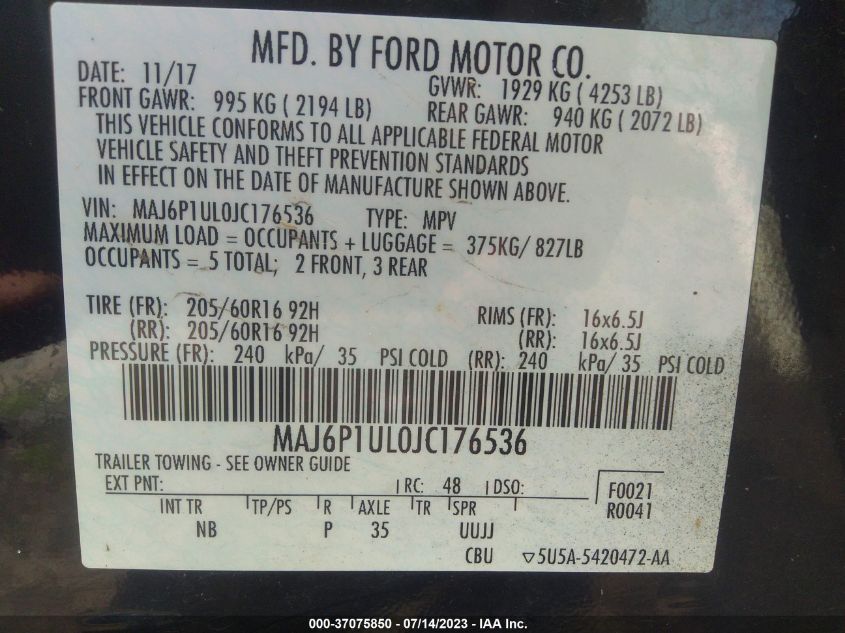 MFD. BY FORD MOTOR CO.
DATE: 11/17 GVWR: 1929 KG ( 4253 LB)
FRONT GAWR: 995 KG ( 2194 LB) REAR GAWR: 940 KG ( 2072 LB)
THIS VEHICLE CONFORMS TO ALL APPLICABLE FEDERAL MOTOR
VEHICLE SAFETY AND THEFT PREVENTION STANDARDS
IN EFFECT ON THE DATE OF MANUFACTURE SHOWN ABOVE.
VIN: MAJ6P1UL0JC176536 TYPE: MPV
MAXIMUM LOAD = OCCUPANTS + LUGGAGE = 375KG/ 827LB
OCCUPANTS = 5 TOTAL; 2 FRONT, 3 REAR
TIRE (FR): 205/60R16 92H RIMS (FR): 16x6.5J
(RR): 205/60R16 92H (RR): 16x6.5J
PRESSURE (FR): 240 kPa/ 35 PSI COLD (RR): 240 kPa/ 35 PSI COLD
MAJ6P1UL0JC176536
TRAILER TOWING - SEE OWNER GUIDE
EXT PNT: RC: 48 DSO: F0021
INT TR TP/PS R AXLE TR SPR R0041
NB P 35 UUJJ
CBU ▽5U5A-5420472-AA
000-37075850 - 07/14/2023 - IAA Inc.